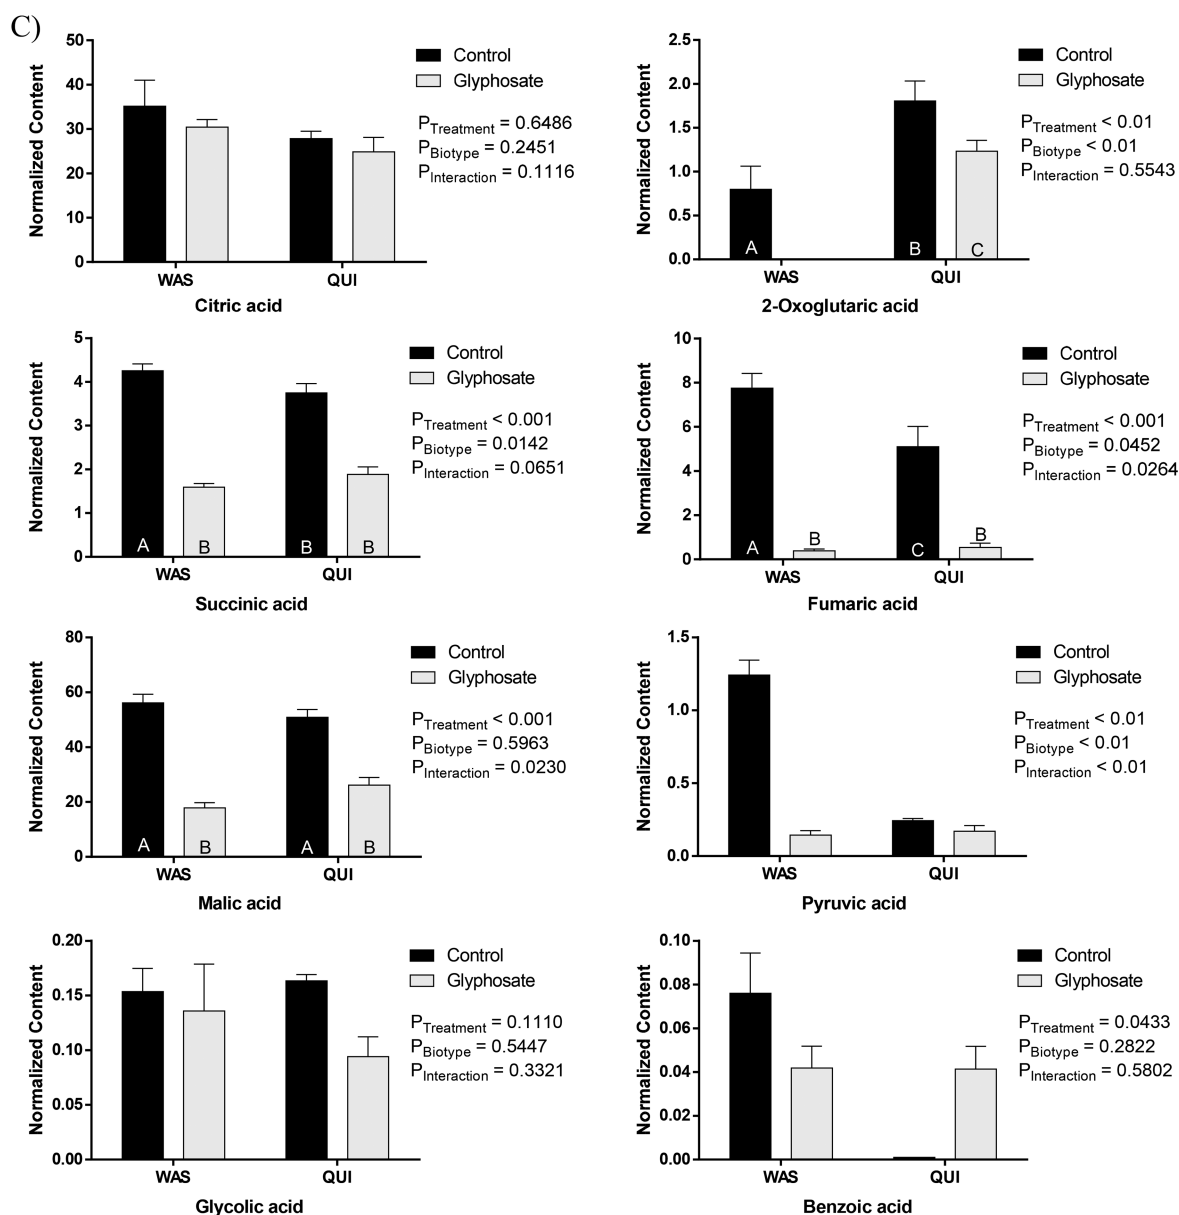 C)
50
40
30
20
10
0
Normalized Content
Control
Glyphosate
PTreatment = 0.6486
PBiotype = 0.2451
PInteraction = 0.1116
WAS QUI
Citric acid
2.5
2.0
1.5
1.0
0.5
0.0
Normalized Content
Control
Glyphosate
PTreatment < 0.01
PBiotype < 0.01
PInteraction = 0.5543
A B C
WAS QUI
2-Oxoglutaric acid
5
4
3
2
1
0
Normalized Content
Control
Glyphosate
PTreatment < 0.001
PBiotype = 0.0142
PInteraction = 0.0651
A B B B
WAS QUI
Succinic acid
10
8
6
4
2
0
Normalized Content
Control
Glyphosate
PTreatment < 0.001
PBiotype = 0.0452
PInteraction = 0.0264
A B C B
WAS QUI
Fumaric acid
80
60
40
20
0
Normalized Content
Control
Glyphosate
PTreatment < 0.001
PBiotype = 0.5963
PInteraction = 0.0230
A B A B
WAS QUI
Malic acid
1.5
1.0
0.5
0.0
Normalized Content
Control
Glyphosate
PTreatment < 0.01
PBiotype < 0.01
PInteraction < 0.01
WAS QUI
Pyruvic acid
0.20
0.15
0.10
0.05
0.00
Normalized Content
Control
Glyphosate
PTreatment = 0.1110
PBiotype = 0.5447
PInteraction = 0.3321
WAS QUI
Glycolic acid
0.10
0.08
0.06
0.04
0.02
0.00
Normalized Content
Control
Glyphosate
PTreatment = 0.0433
PBiotype = 0.2822
PInteraction = 0.5802
WAS QUI
Benzoic acid